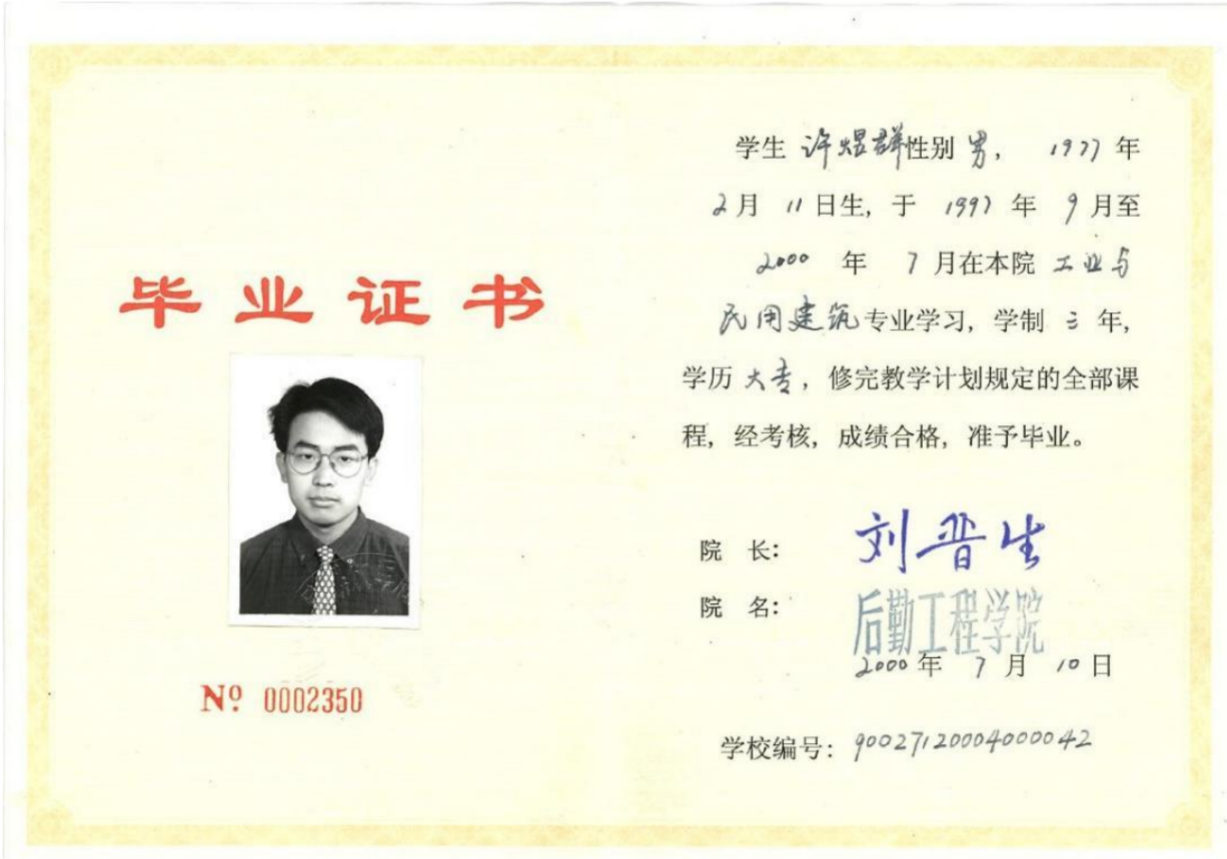 毕业证书
No 0002350
学生 许煜群 性别 男， 1977 年
2 月 11 日生，于 1997 年 9 月至
2000 年 7 月在本院 工业与
民用建筑 专业学习，学制 三 年，
学历 大专，修完教学计划规定的全部课
程，经考核，成绩合格，准予毕业。
院 长： 刘晋生
院 名： 后勤工程学院
2000 年 7 月 10 日
学校编号：90027120004000042